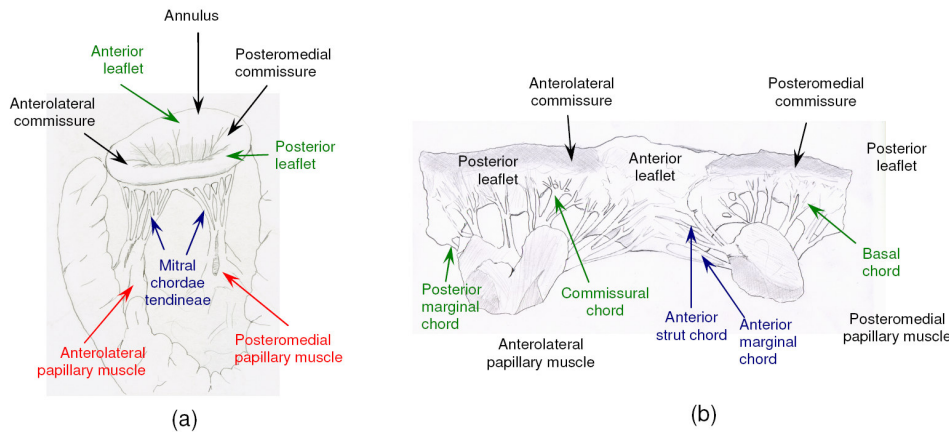 Annulus
Anterior
leaflet
Posteromedial
commissure
Anterolateral
commissure
Posterior
leaflet
Mitral
chordae
tendineae
Anterolateral
papillary muscle
Posteromedial
papillary muscle
(a)
Anterolateral
commissure
Posteromedial
commissure
Posterior
leaflet
Anterior
leaflet
Posterior
leaflet
Posterior
marginal
chord
Commissural
chord
Basal
chord
Anterior
strut chord
Anterior
marginal
chord
Anterolateral
papillary muscle
Posteromedial
papillary muscle
(b)